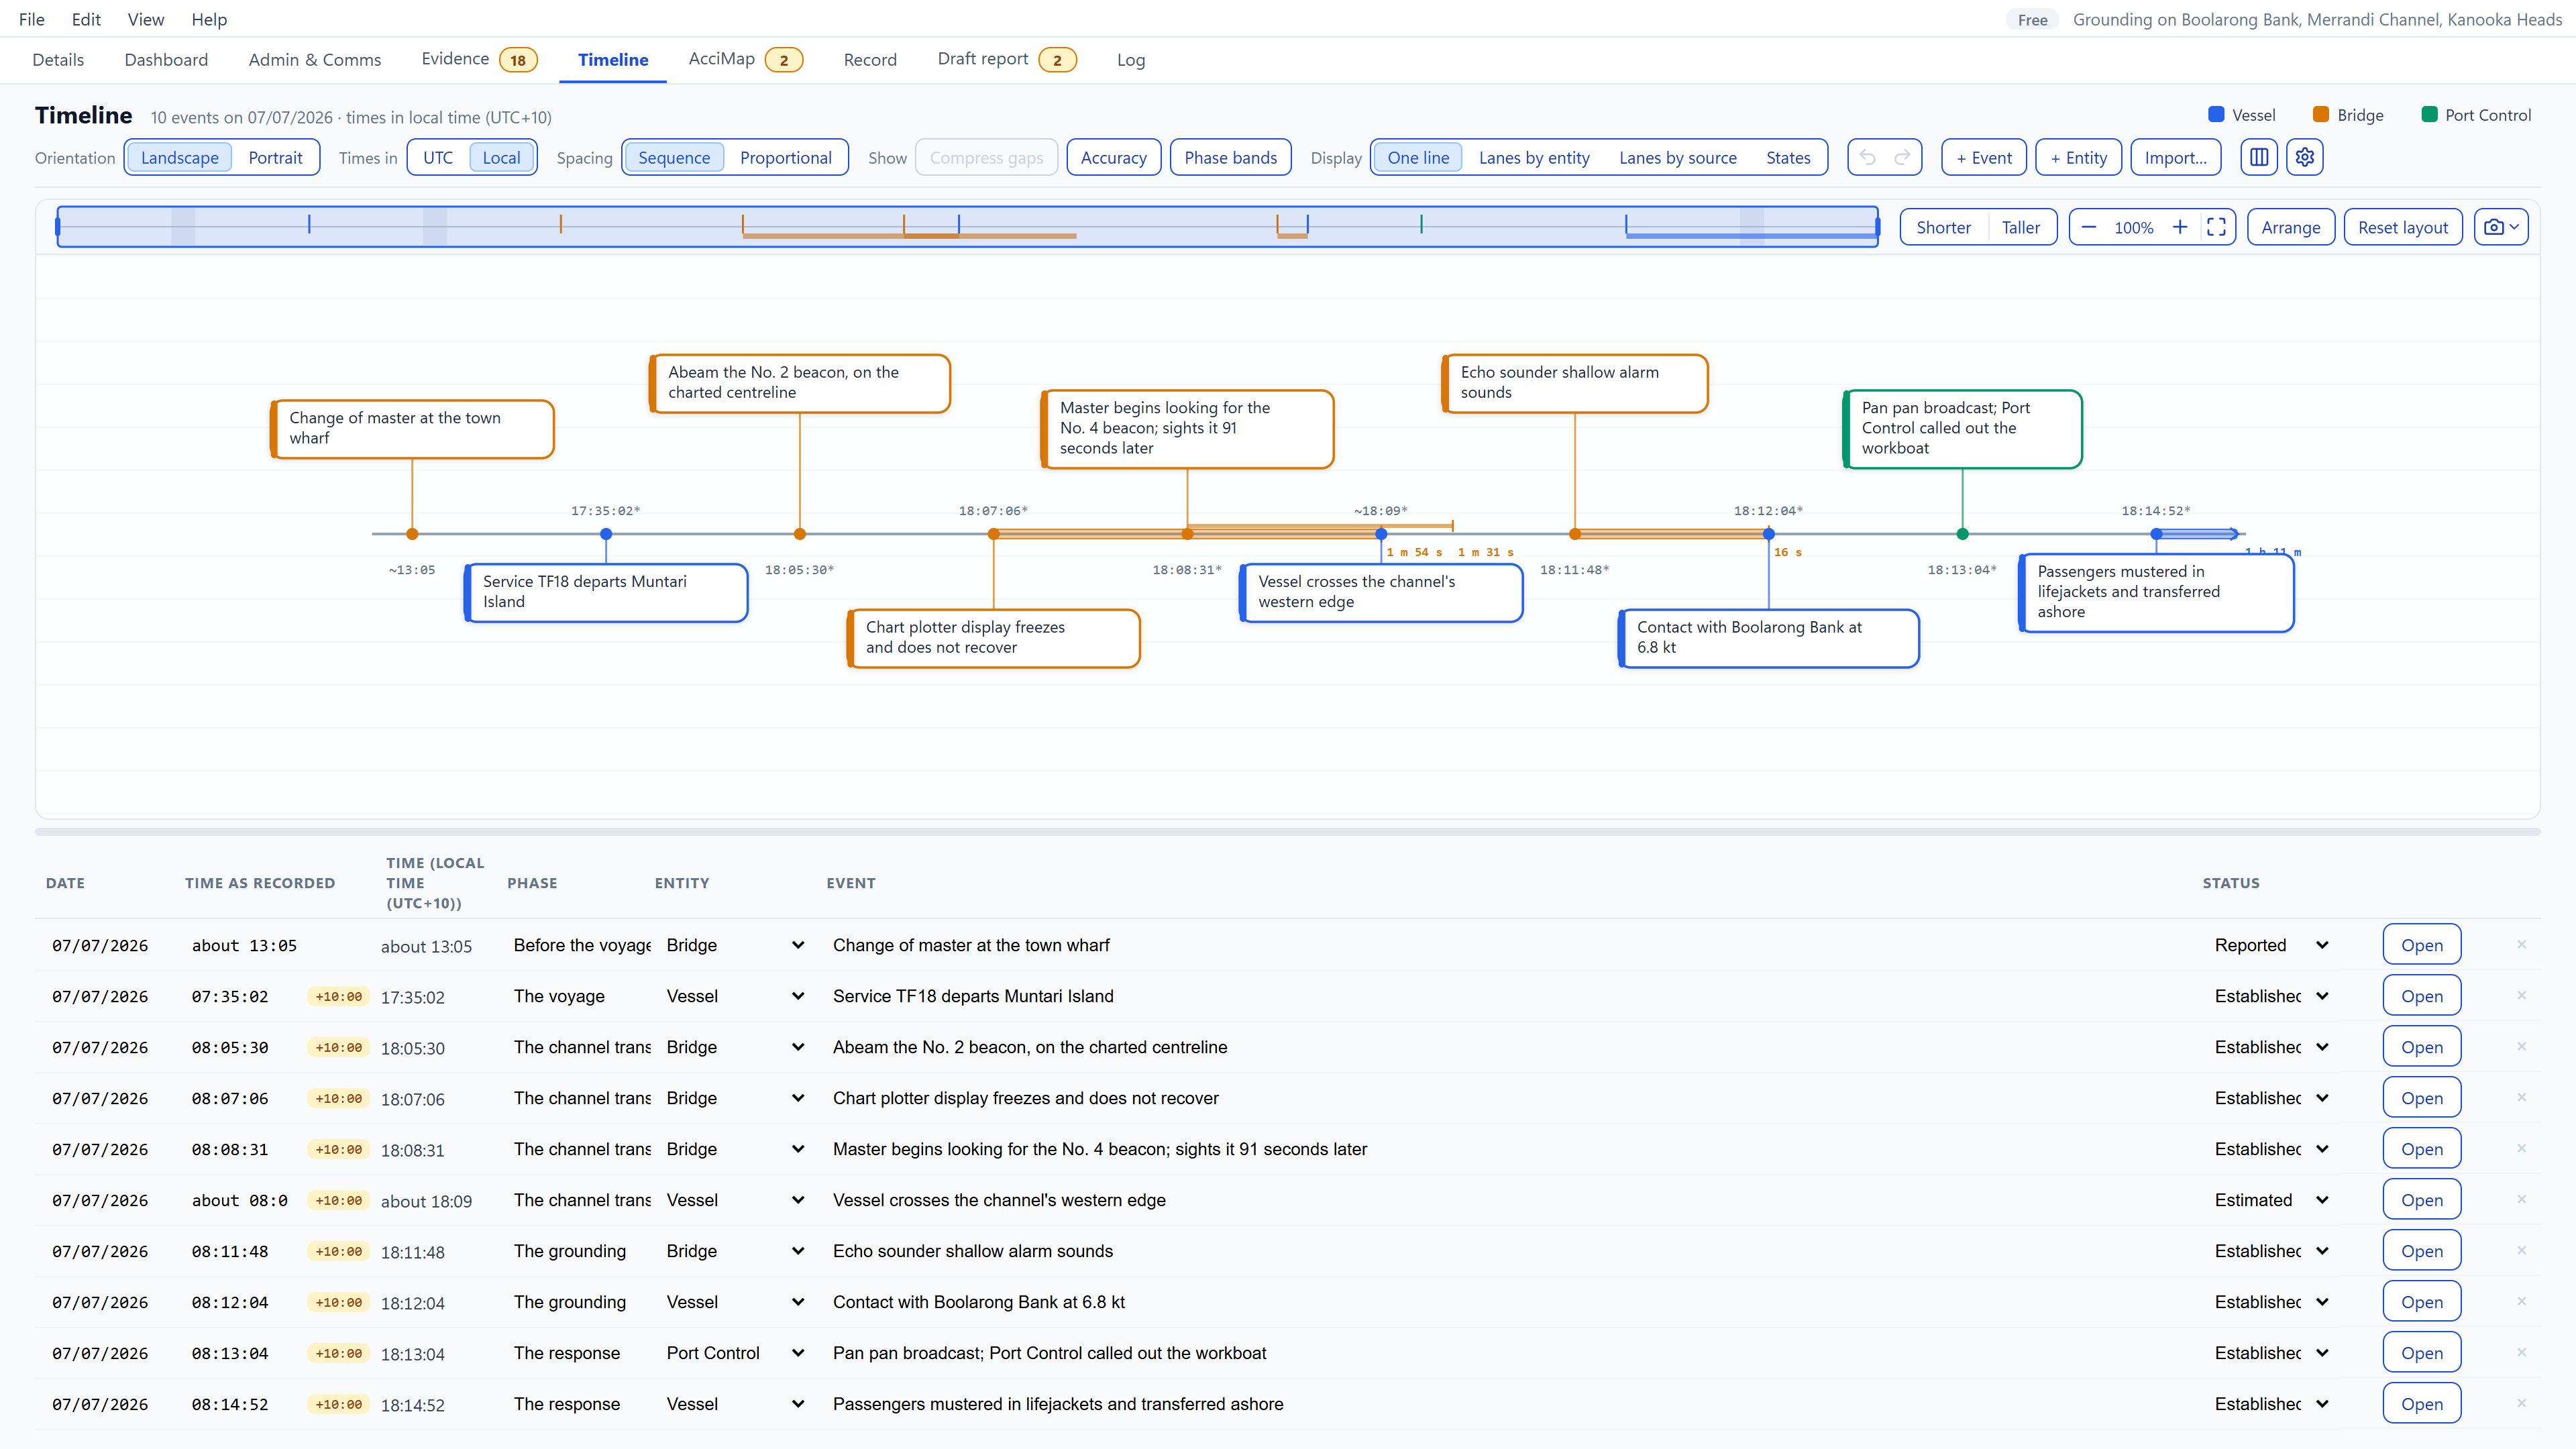 File Edit View Help
Free Grounding on Boolarong Bank, Merrandi Channel, Kanooka Heads
Details Dashboard Admin & Comms Evidence 18 Timeline AcciMap 2 Record Draft report 2 Log
Timeline 10 events on 07/07/2026 · times in local time (UTC+10)
Vessel Bridge Port Control
Orientation Landscape Portrait Times in UTC Local Spacing Sequence Proportional Show Compress gaps Accuracy Phase bands Display One line Lanes by entity Lanes by source States + Event + Entity Import...
Shorter Taller − 100% + Arrange Reset layout
Abeam the No. 2 beacon, on the
charted centreline
Echo sounder shallow alarm
sounds
Change of master at the town
wharf
Master begins looking for the
No. 4 beacon; sights it 91
seconds later
Pan pan broadcast; Port
Control called out the
workboat
17:35:02* 18:07:06* ~18:09* 18:12:04* 18:14:52*
1 m 54 s 1 m 31 s 16 s 1 h 11 m
~13:05 18:05:30* 18:08:31* 18:11:48* 18:13:04*
Service TF18 departs Muntari
Island
Vessel crosses the channel's
western edge
Passengers mustered in
lifejackets and transferred
ashore
Chart plotter display freezes
and does not recover
Contact with Boolarong Bank at
6.8 kt
DATE TIME AS RECORDED TIME (LOCAL TIME (UTC+10)) PHASE ENTITY EVENT STATUS
07/07/2026 about 13:05 about 13:05 Before the voyage Bridge Change of master at the town wharf Reported Open ×
07/07/2026 07:35:02 +10:00 17:35:02 The voyage Vessel Service TF18 departs Muntari Island Established Open ×
07/07/2026 08:05:30 +10:00 18:05:30 The channel trans Bridge Abeam the No. 2 beacon, on the charted centreline Established Open ×
07/07/2026 08:07:06 +10:00 18:07:06 The channel trans Bridge Chart plotter display freezes and does not recover Established Open ×
07/07/2026 08:08:31 +10:00 18:08:31 The channel trans Bridge Master begins looking for the No. 4 beacon; sights it 91 seconds later Established Open ×
07/07/2026 about 08:0 +10:00 about 18:09 The channel trans Vessel Vessel crosses the channel's western edge Estimated Open ×
07/07/2026 08:11:48 +10:00 18:11:48 The grounding Bridge Echo sounder shallow alarm sounds Established Open ×
07/07/2026 08:12:04 +10:00 18:12:04 The grounding Vessel Contact with Boolarong Bank at 6.8 kt Established Open ×
07/07/2026 08:13:04 +10:00 18:13:04 The response Port Control Pan pan broadcast; Port Control called out the workboat Established Open ×
07/07/2026 08:14:52 +10:00 18:14:52 The response Vessel Passengers mustered in lifejackets and transferred ashore Established Open ×